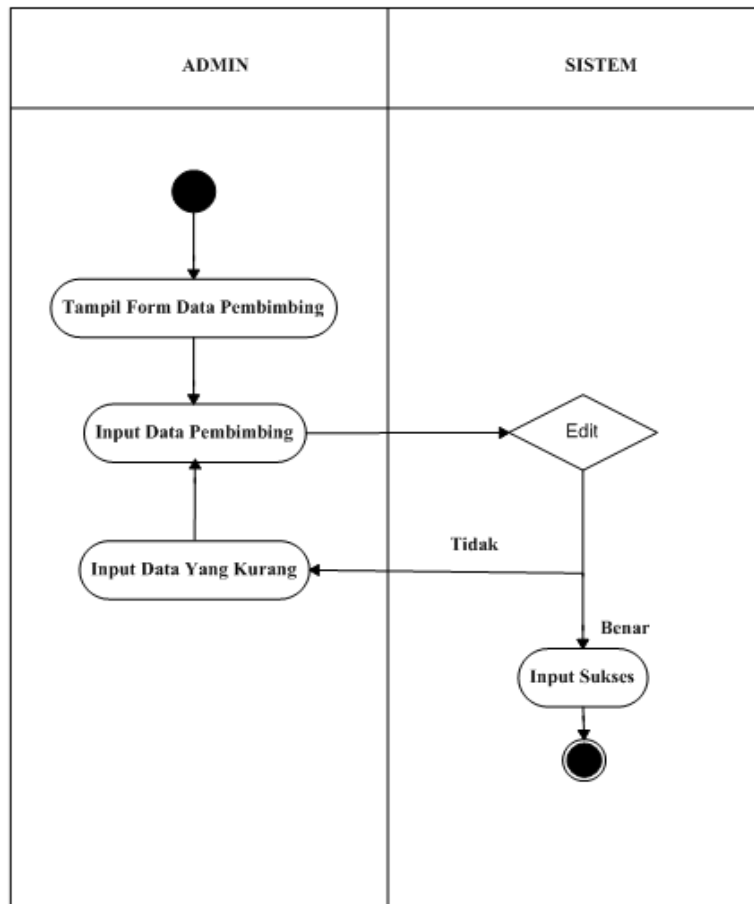 ADMIN
SISTEM
Tampil Form Data Pembimbing
Input Data Pembimbing
Edit
Tidak
Input Data Yang Kurang
Benar
Input Sukses